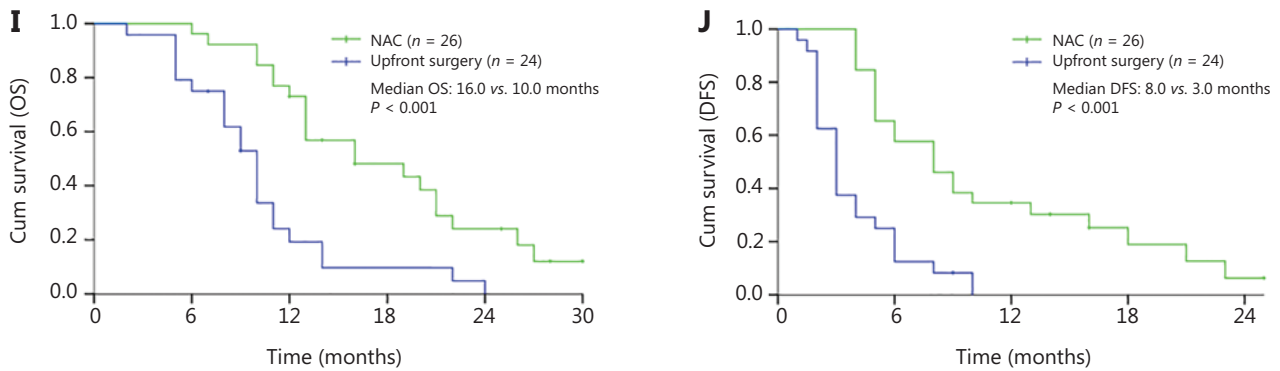 I
Cum survival (OS)
1.0
0.8
0.6
0.4
0.2
0.0
0 6 12 18 24 30
Time (months)
NAC (n = 26)
Upfront surgery (n = 24)
Median OS: 16.0 vs. 10.0 months
P < 0.001
J
Cum survival (DFS)
1.0
0.8
0.6
0.4
0.2
0.0
0 6 12 18 24
Time (months)
NAC (n = 26)
Upfront surgery (n = 24)
Median DFS: 8.0 vs. 3.0 months
P < 0.001